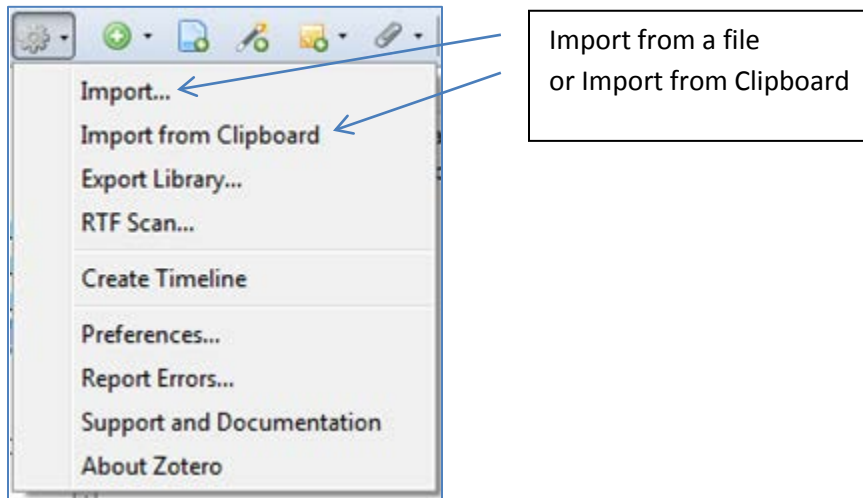 Import from a file
or Import from Clipboard
Import...
Import from Clipboard
Export Library...
RTF Scan...
Create Timeline
Preferences...
Report Errors...
Support and Documentation
About Zotero